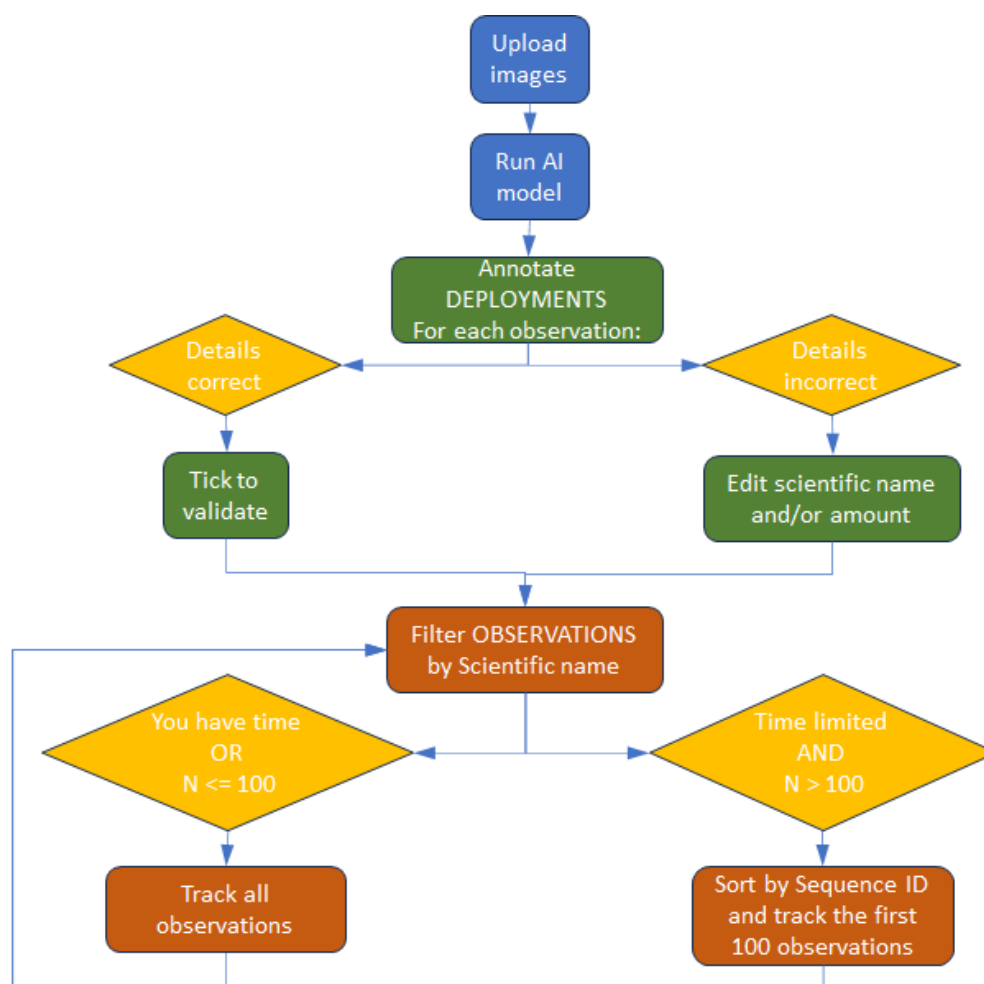 Upload
images
Run AI
model
Annotate
DEPLOYMENTS
For each observation:
Details
correct
Details
incorrect
Tick to
validate
Edit scientific name
and/or amount
Filter OBSERVATIONS
by Scientific name
You have time
OR
N <= 100
Time limited
AND
N > 100
Track all
observations
Sort by Sequence ID
and track the first
100 observations